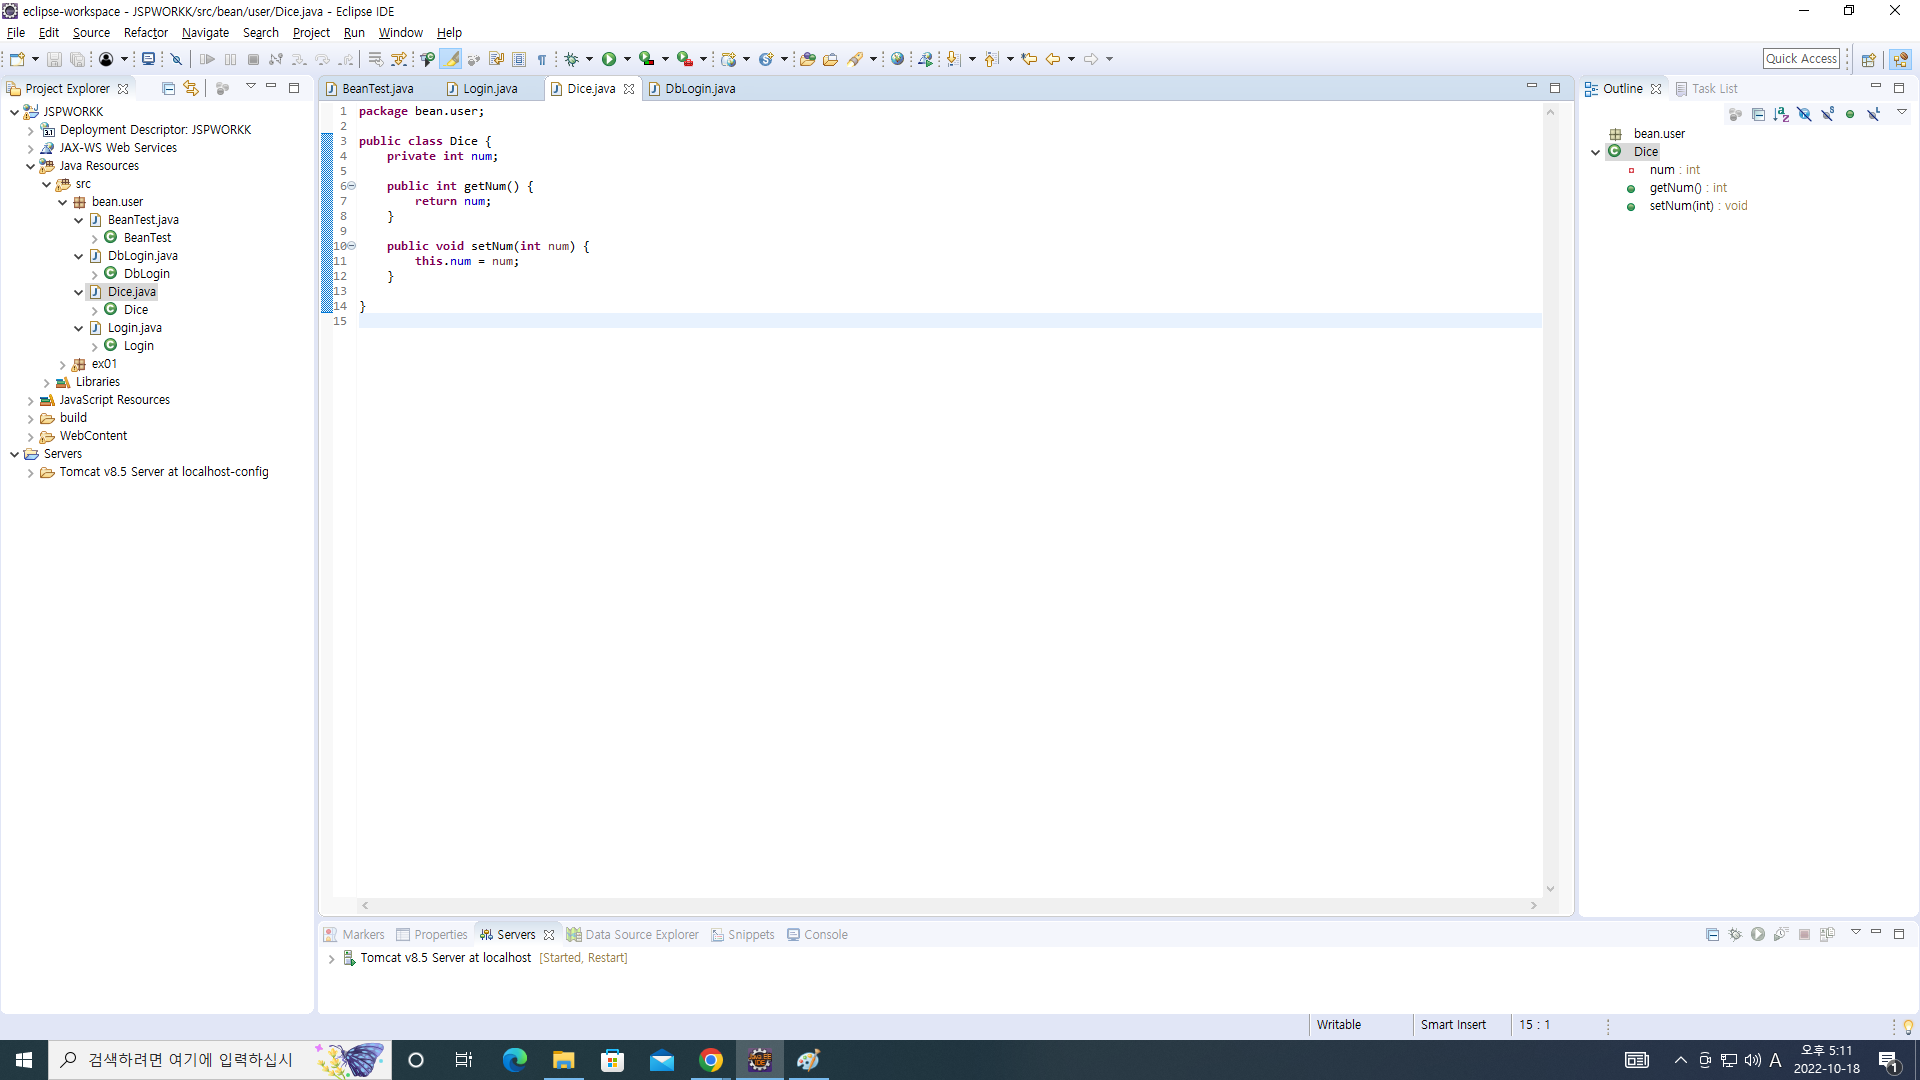 eclipse-workspace - JSPWORKK/src/bean/user/Dice.java - Eclipse IDE
File Edit Source Refactor Navigate Search Project Run Window Help
Quick Access
Project Explorer
JSPWORKK
Deployment Descriptor: JSPWORKK
JAX-WS Web Services
Java Resources
src
bean.user
BeanTest.java
BeanTest
DbLogin.java
DbLogin
Dice.java
Dice
Login.java
Login
ex01
Libraries
JavaScript Resources
build
WebContent
Servers
Tomcat v8.5 Server at localhost-config
BeanTest.java Login.java Dice.java DbLogin.java
1 package bean.user;
2
3 public class Dice {
4 private int num;
5
6 public int getNum() {
7 return num;
8 }
9
10 public void setNum(int num) {
11 this.num = num;
12 }
13
14 }
15
Outline Task List
bean.user
Dice
num : int
getNum() : int
setNum(int) : void
Markers Properties Servers Data Source Explorer Snippets Console
Tomcat v8.5 Server at localhost [Started, Restart]
Writable Smart Insert 15 : 1
검색하려면 여기에 입력하십시
A
오후 5:11
2022-10-18
1